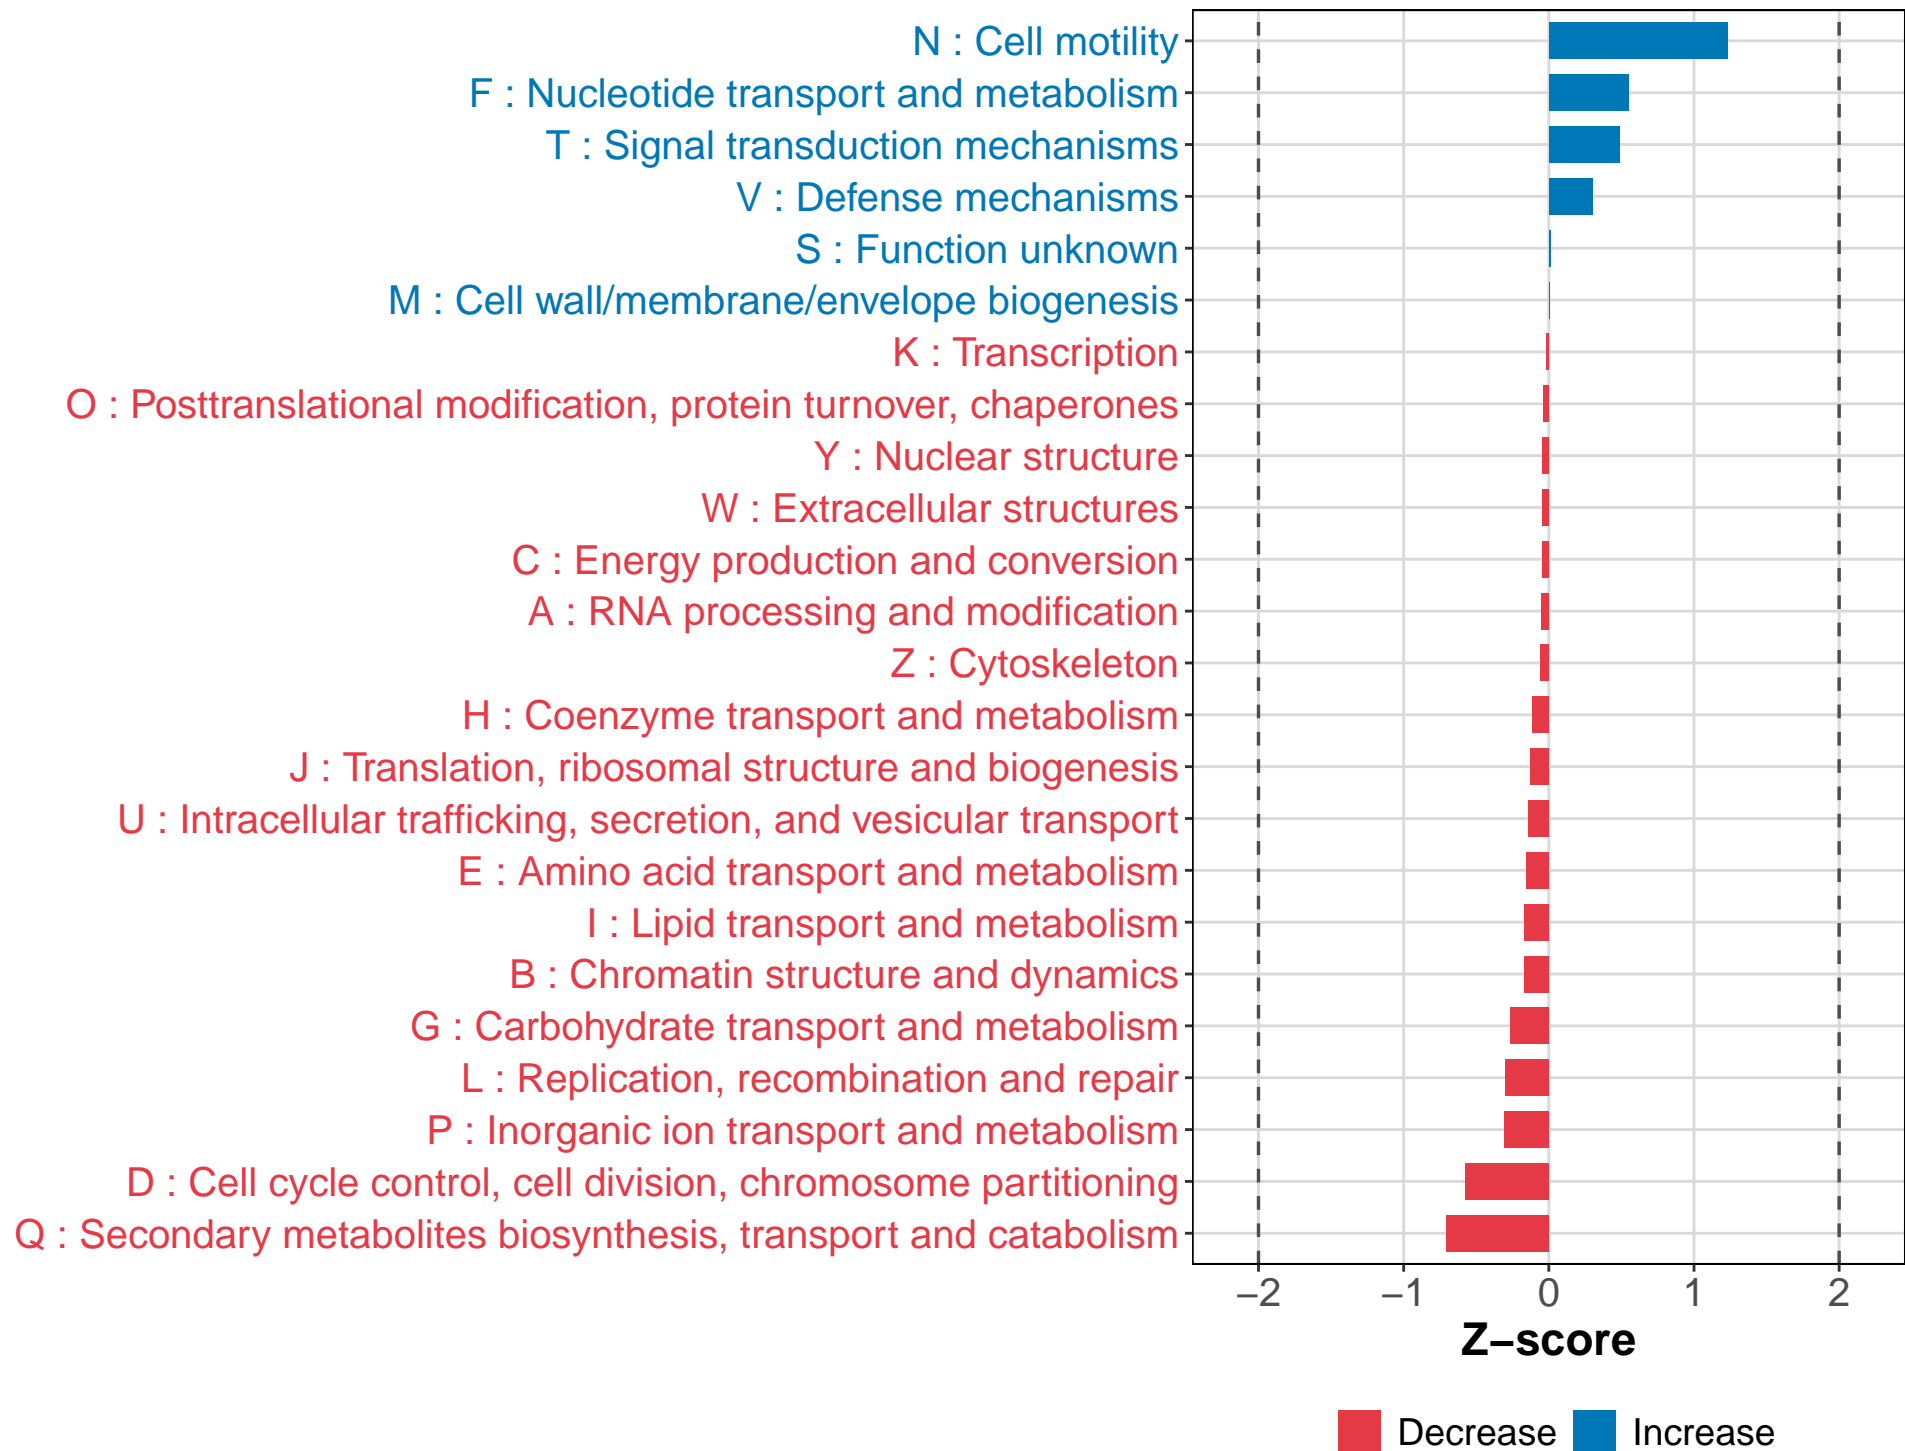 N : Cell motility
F : Nucleotide transport and metabolism
T : Signal transduction mechanisms
V : Defense mechanisms
S : Function unknown
M : Cell wall/membrane/envelope biogenesis
K : Transcription
O : Posttranslational modification, protein turnover, chaperones
Y : Nuclear structure
W : Extracellular structures
C : Energy production and conversion
A : RNA processing and modification
Z : Cytoskeleton
H : Coenzyme transport and metabolism
J : Translation, ribosomal structure and biogenesis
U : Intracellular trafficking, secretion, and vesicular transport
E : Amino acid transport and metabolism
I : Lipid transport and metabolism
B : Chromatin structure and dynamics
G : Carbohydrate transport and metabolism
L : Replication, recombination and repair
P : Inorganic ion transport and metabolism
D : Cell cycle control, cell division, chromosome partitioning
Q : Secondary metabolites biosynthesis, transport and catabolism
−2 −1 0 1 2
Z−score
Decrease Increase